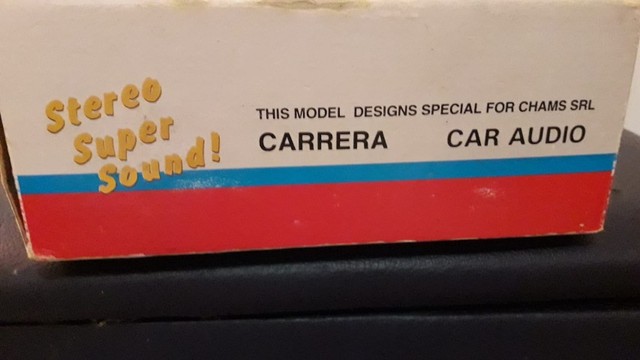 Stereo
Super
Sound!
THIS MODEL DESIGNS SPECIAL FOR CHAMS SRL
CARRERA CAR AUDIO